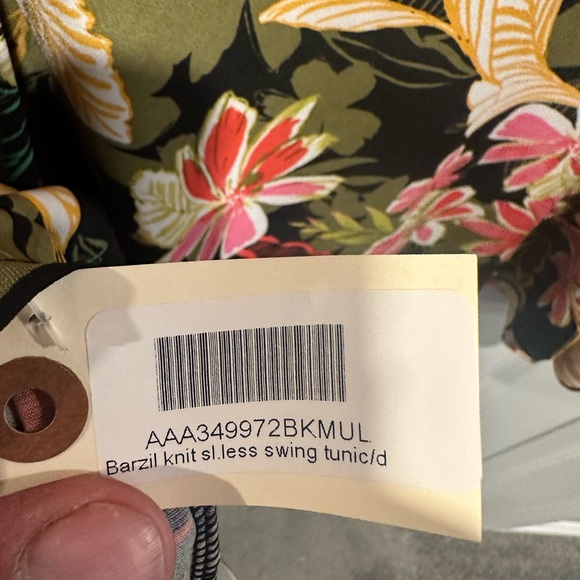 AAA349972BKMUL.
Barzil knit sl.less swing tunic/d